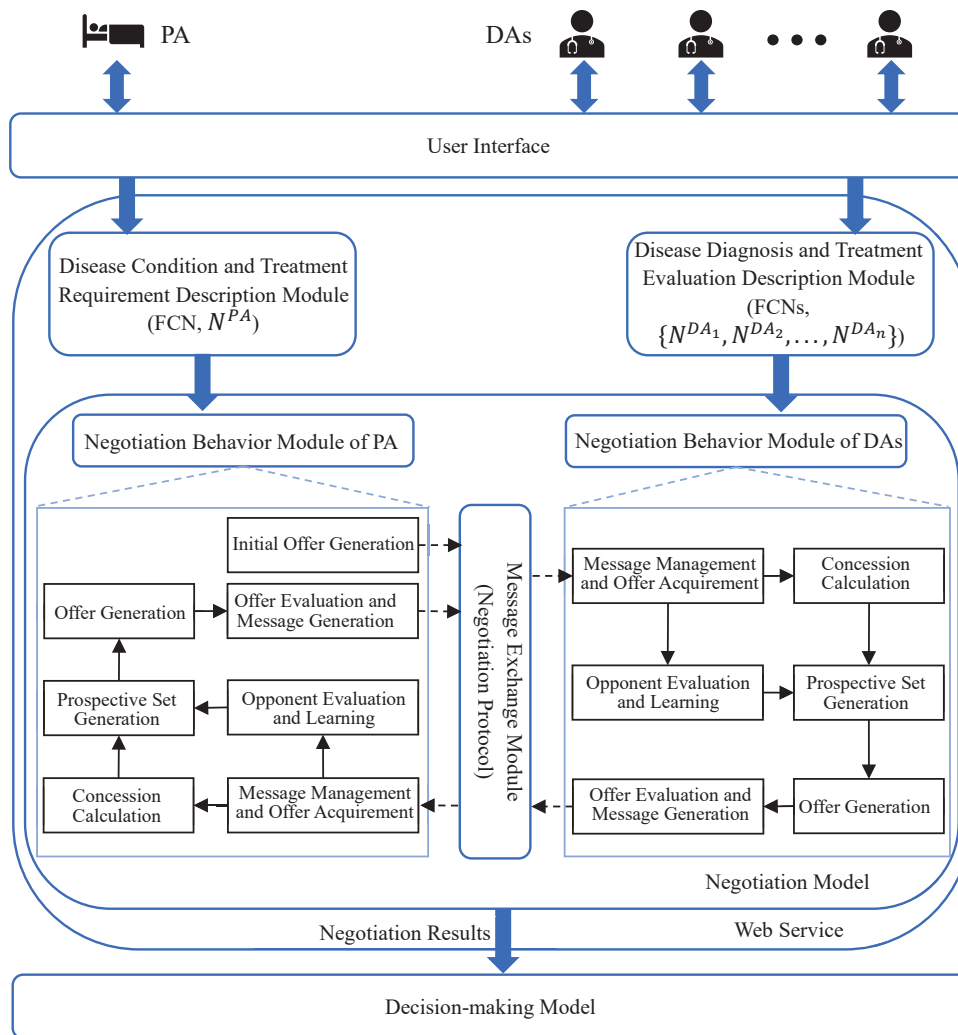 PA
DAs
User Interface
Disease Condition and Treatment
Requirement Description Module
(FCN, N^{PA})
Disease Diagnosis and Treatment
Evaluation Description Module
(FCNs,
{N^{DA_1}, N^{DA_2}, . . . , N^{DA_n}})
Negotiation Behavior Module of PA
Negotiation Behavior Module of DAs
Initial Offer Generation
Offer Generation
Offer Evaluation and
Message Generation
Prospective Set
Generation
Opponent Evaluation
and Learning
Concession
Calculation
Message Management
and Offer Acquirement
Message Exchange Module
(Negotiation Protocol)
Message Management
and Offer Acquirement
Concession
Calculation
Opponent Evaluation
and Learning
Prospective Set
Generation
Offer Evaluation and
Message Generation
Offer Generation
Negotiation Model
Negotiation Results
Web Service
Decision-making Model